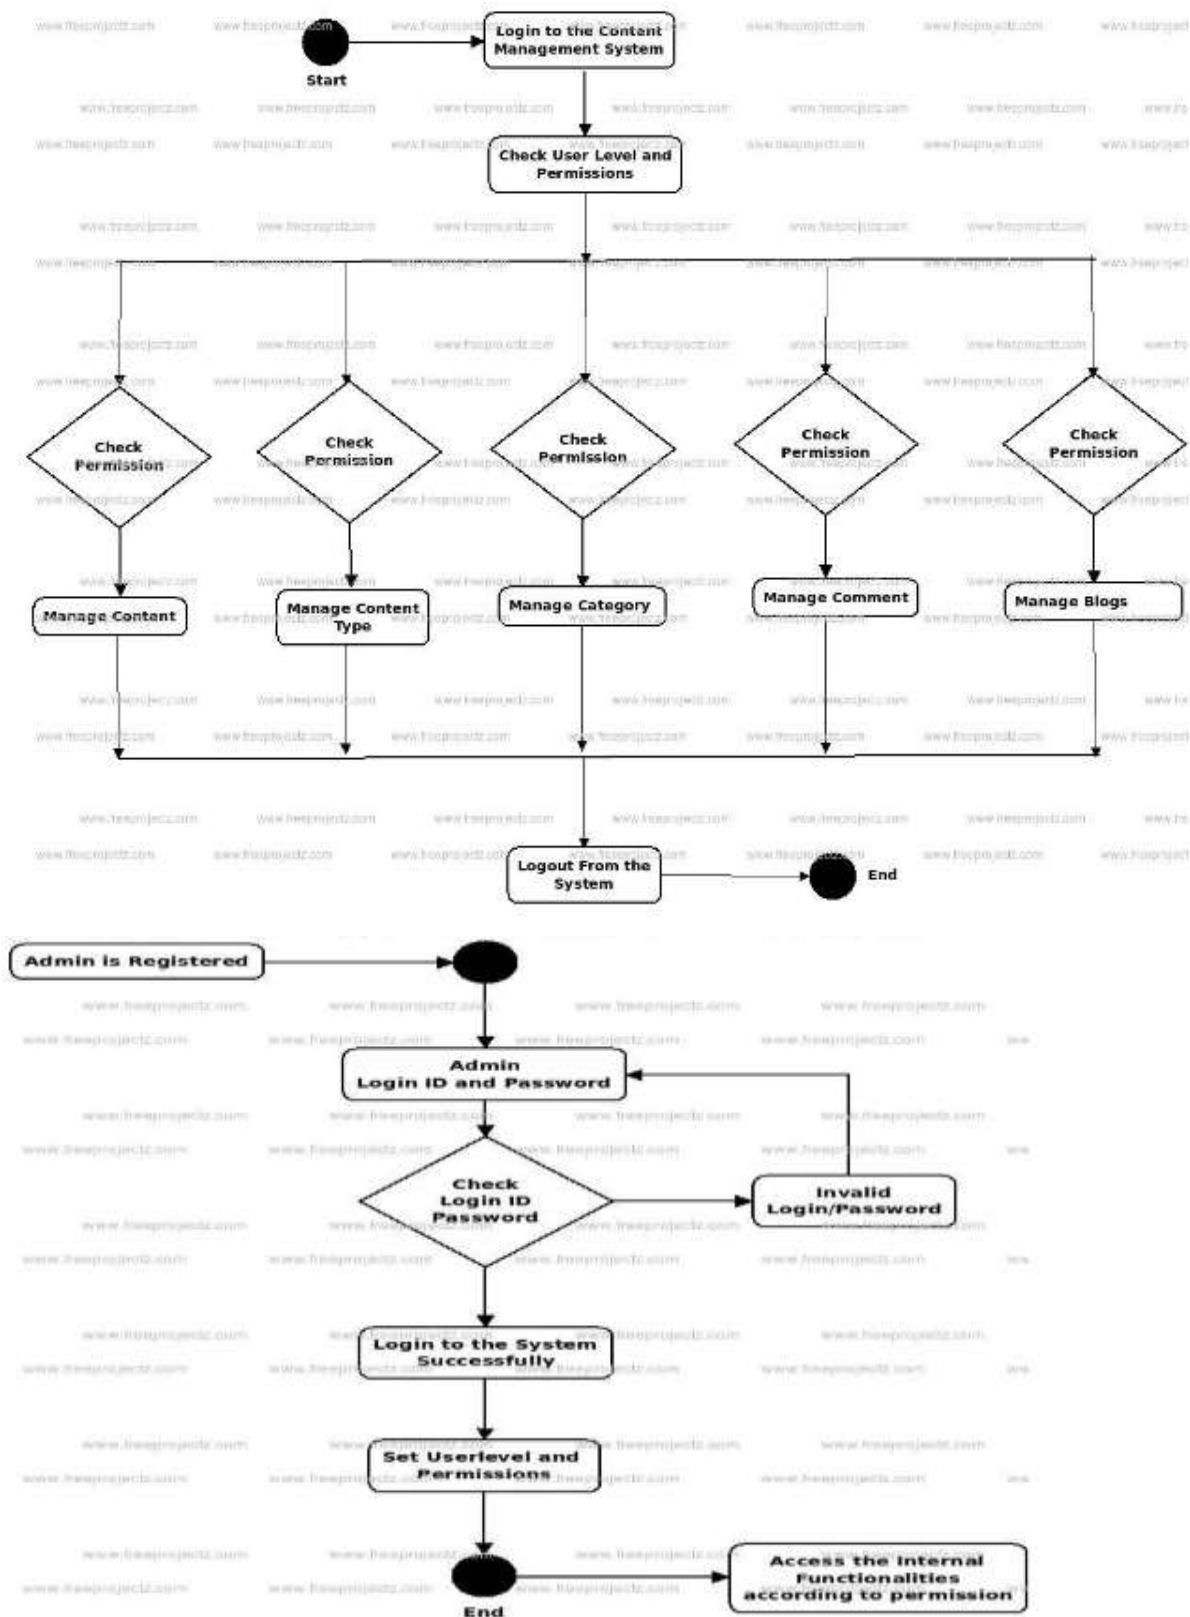 Login to the Content
Management System
Start
Check User Level and
Permissions
Check
Permission
Check
Permission
Check
Permission
Check
Permission
Check
Permission
Manage Content
Manage Content
Type
Manage Category
Manage Comment
Manage Blogs
Logout From the
System
End
Admin is Registered
Admin
Login ID and Password
Check
Login ID
Password
Invalid
Login/Password
Login to the System
Successfully
Set Userlevel and
Permissions
End
Access the Internal
Functionalities
according to permission
www.freeprojectz.com